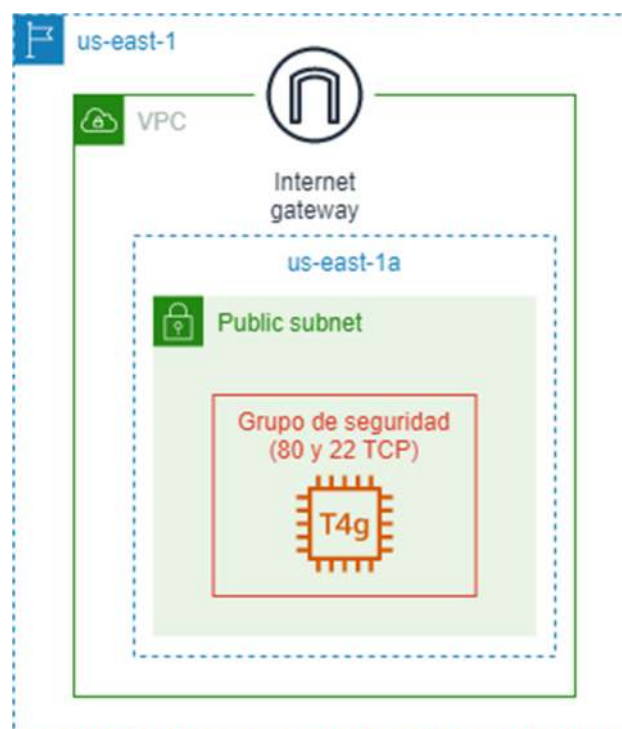 us-east-1
VPC
Internet
gateway
us-east-1a
Public subnet
Grupo de seguridad
(80 y 22 TCP)
T4g